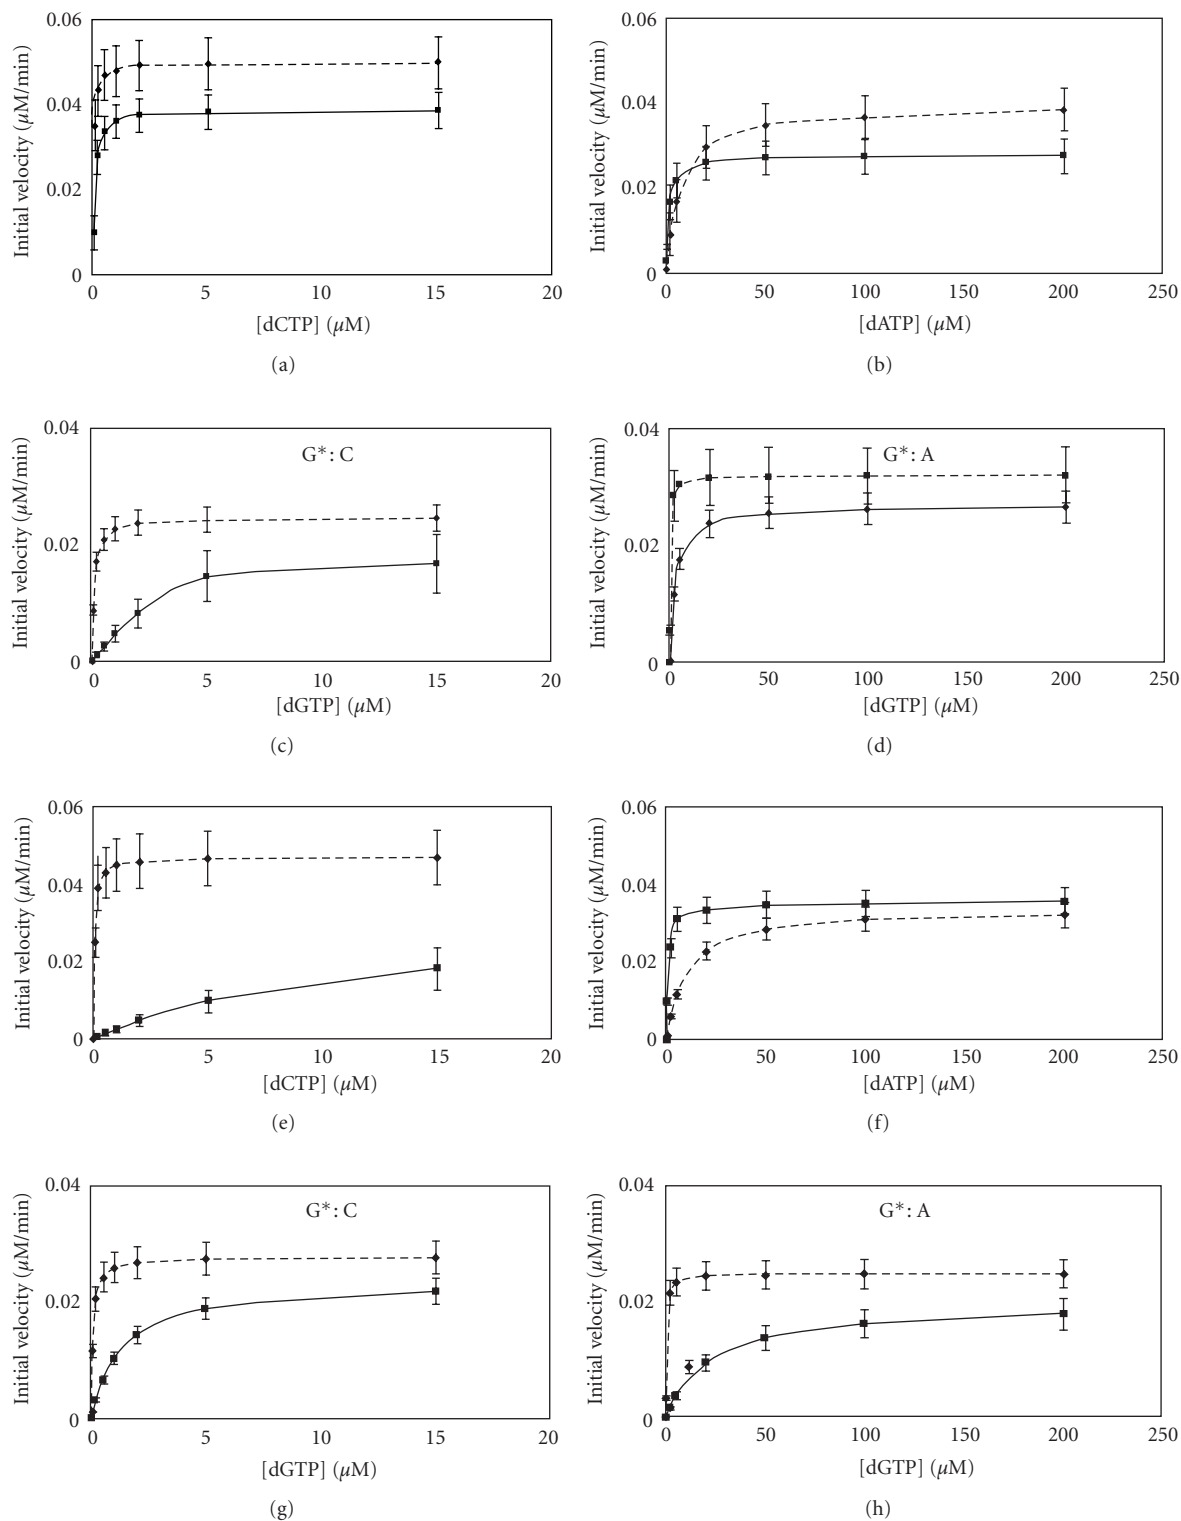 0.06
0.04
0.02
0
Initial velocity (µM/min)
0 5 10 15 20
[dCTP] (µM)
(a)
0.06
0.04
0.02
0
Initial velocity (µM/min)
0 50 100 150 200 250
[dATP] (µM)
(b)
0.04
0.02
0
Initial velocity (µM/min)
G*: C
0 5 10 15 20
[dGTP] (µM)
(c)
0.04
0.02
0
Initial velocity (µM/min)
G*: A
0 50 100 150 200 250
[dGTP] (µM)
(d)
0.06
0.04
0.02
0
Initial velocity (µM/min)
0 5 10 15 20
[dCTP] (µM)
(e)
0.06
0.04
0.02
0
Initial velocity (µM/min)
0 50 100 150 200 250
[dATP] (µM)
(f)
0.04
0.02
0
Initial velocity (µM/min)
G*: C
0 5 10 15 20
[dGTP] (µM)
(g)
0.04
0.02
0
Initial velocity (µM/min)
G*: A
0 50 100 150 200 250
[dGTP] (µM)
(h)